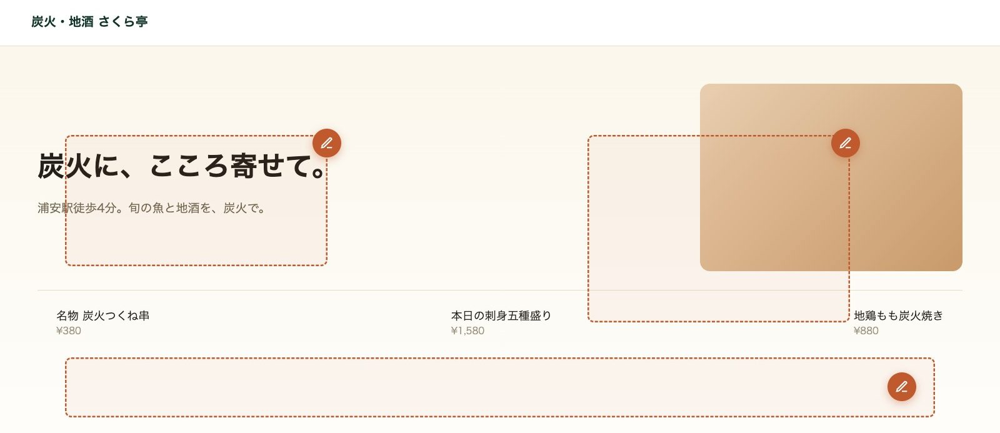 炭火・地酒 さくら亭
炭火に、こころ寄せて。
浦安駅徒歩4分。旬の魚と地酒を、炭火で。
名物 炭火つくね串
¥380
本日の刺身五種盛り
¥1,580
地鶏もも炭火焼き
¥880